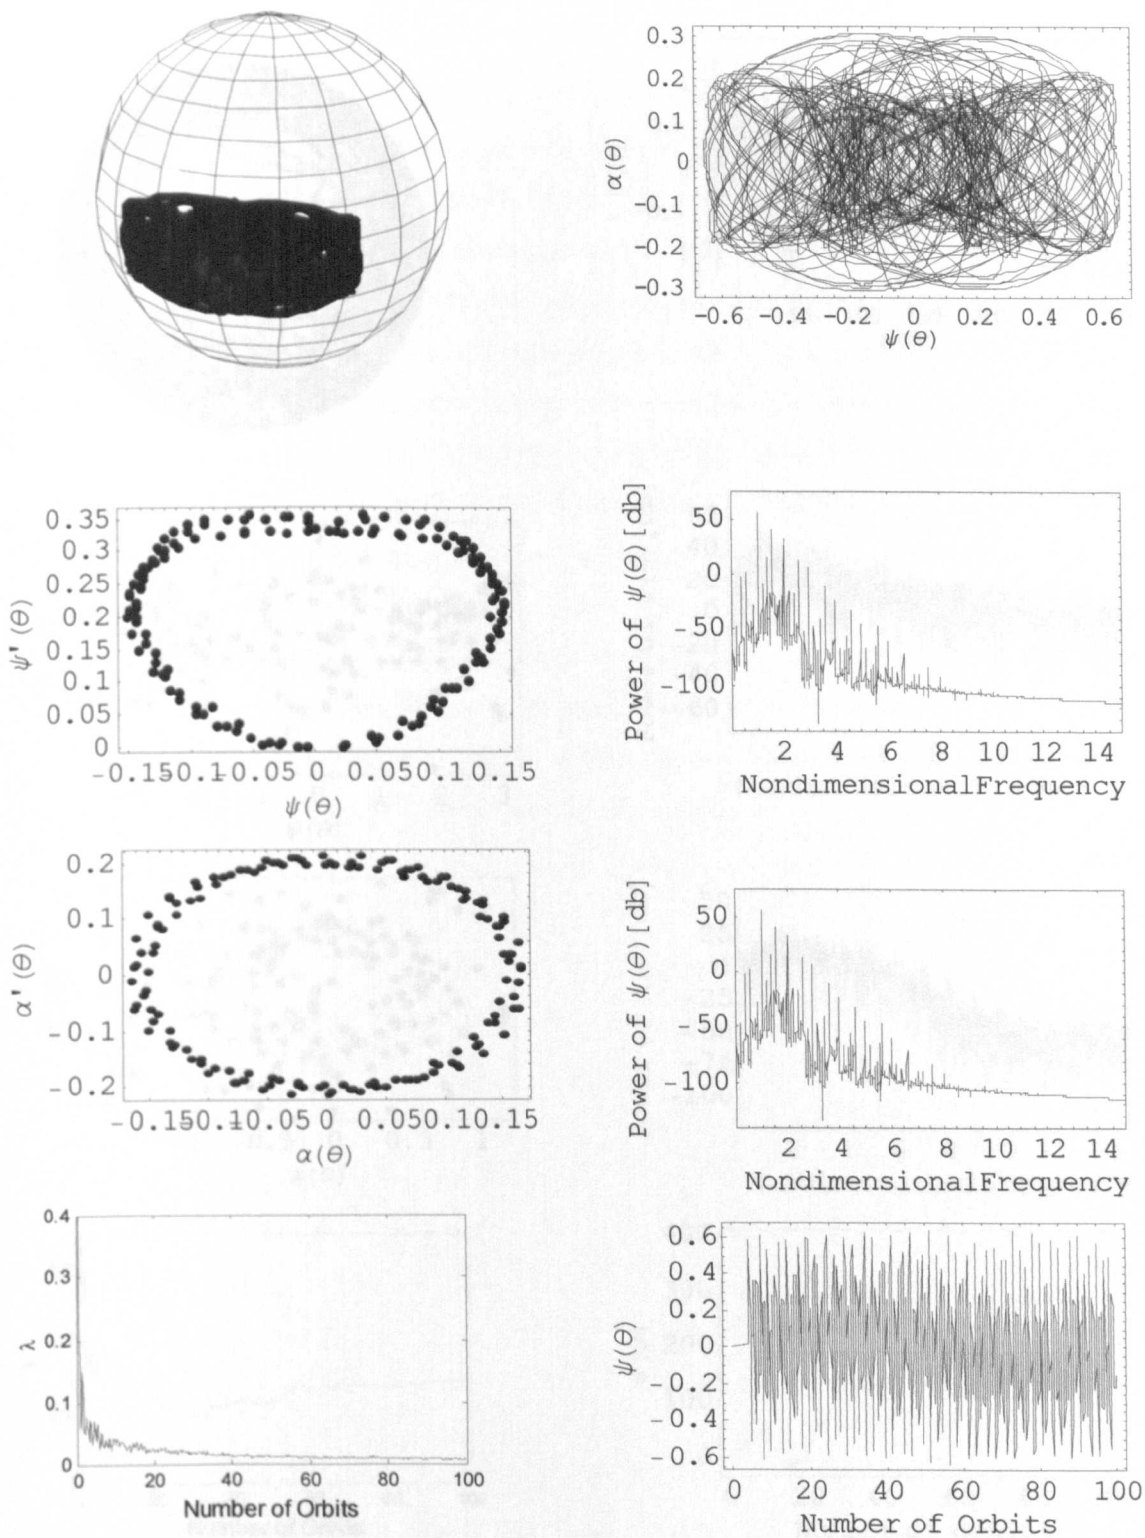 0.3
0.2
0.1
0
-0.1
-0.2
-0.3
α(θ)
-0.6 -0.4 -0.2 0 0.2 0.4 0.6
ψ(θ)
0.35
0.3
0.25
0.2
0.15
0.1
0.05
0
ψ'(θ)
-0.15-0.1-0.05 0 0.050.10.15
ψ(θ)
50
0
-50
-100
Power of ψ(θ)[db]
2 4 6 8 10 12 14
NondimensionalFrequency
0.2
0.1
0
-0.1
-0.2
α'(θ)
-0.15-0.1 0 0.050.10.15
α(θ)
50
0
-50
-100
Power of ψ(θ)[db]
2 4 6 8 10 12 14
NondimensionalFrequency
0.4
0.3
0.2
0.1
0
λ
0 20 40 60 80 100
Number of Orbits
0.6
0.4
0.2
0
-0.2
-0.4
-0.6
ψ(θ)
0 20 40 60 80 100
Number of Orbits